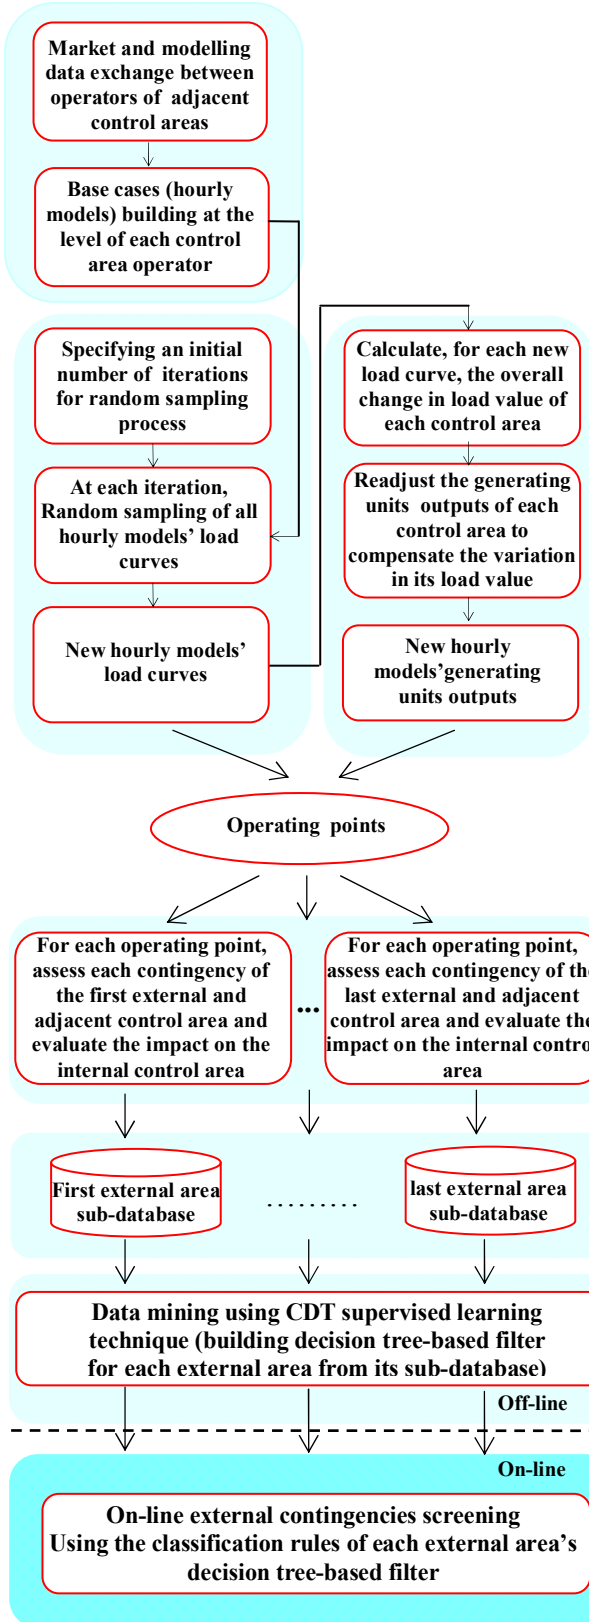 Market and modelling
data exchange between
operators of adjacent
control areas
Base cases (hourly
models) building at the
level of each control
area operator
Specifying an initial
number of iterations
for random sampling
process
At each iteration,
Random sampling of all
hourly models' load
curves
New hourly models'
load curves
Calculate, for each new
load curve, the overall
change in load value of
each control area
Readjust the generating
units outputs of each
control area to
compensate the variation
in its load value
New hourly
models'generating
units outputs
Operating points
For each operating point,
assess each contingency of
the first external and
adjacent control area and
evaluate the impact on the
internal control area
...
For each operating point,
assess each contingency of the
last external and adjacent
control area and evaluate the
impact on the internal control
area
First external area
sub-database
.........
last external area
sub-database
Data mining using CDT supervised learning
technique (building decision tree-based filter
for each external area from its sub-database)
Off-line
On-line
On-line external contingencies screening
Using the classification rules of each external area's
decision tree-based filter